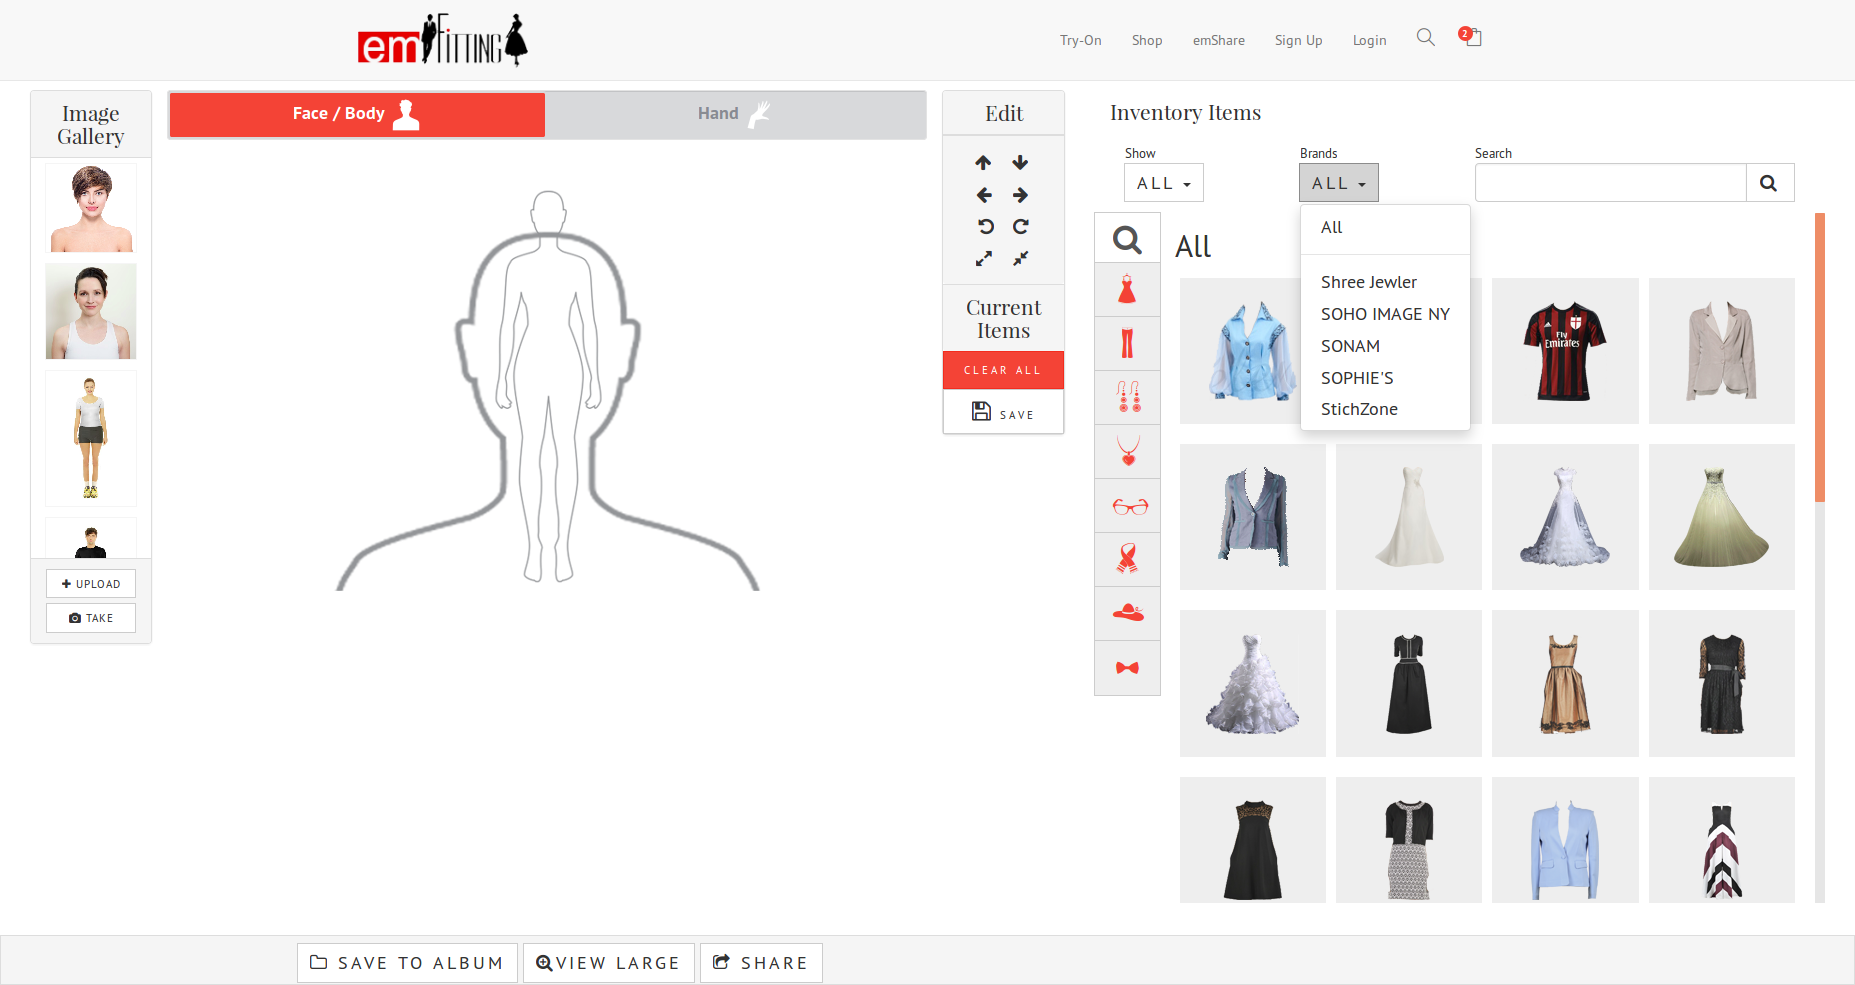 em Fitting
Try-On
Shop
emShare
Sign Up
Login
2
Image
Gallery
UPLOAD
TAKE
Face / Body
Hand
Edit
Current
Items
CLEAR ALL
SAVE
Inventory Items
Show
ALL
Brands
ALL
Search
All
Shree Jewler
SOHO IMAGE NY
SONAM
SOPHIE'S
StichZone
All
Fly
Emirates
SAVE TO ALBUM
VIEW LARGE
SHARE